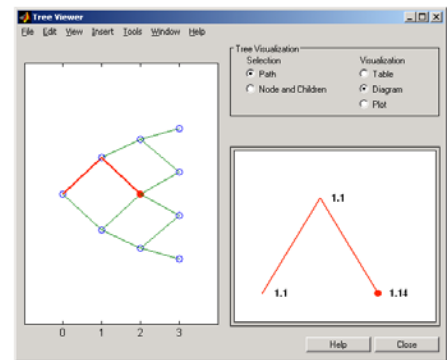 Tree Viewer
File Edit View Insert Tools Window Help
Tree Visualization
Selection
Visualization
Path
Table
Node and Children
Diagram
Plot
1.1
1.1
1.14
0 1 2 3
Help Close